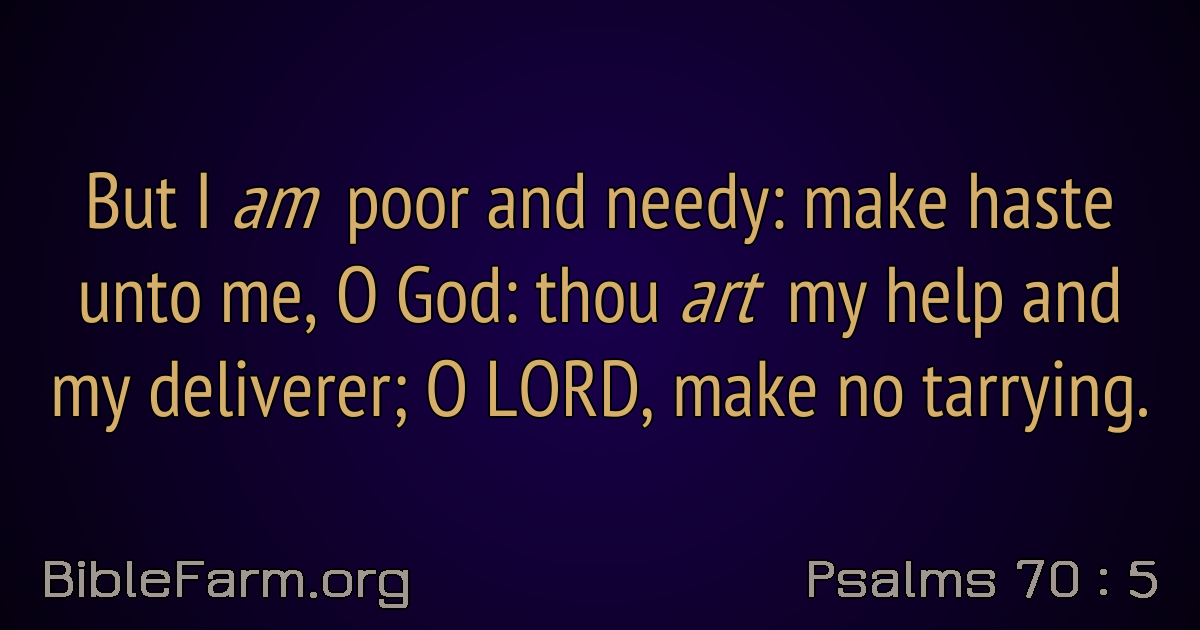 But I am poor and needy: make haste
unto me, O God: thou art my help and
my deliverer; O LORD, make no tarrying.
BibleFarm.org
Psalms 70 : 5